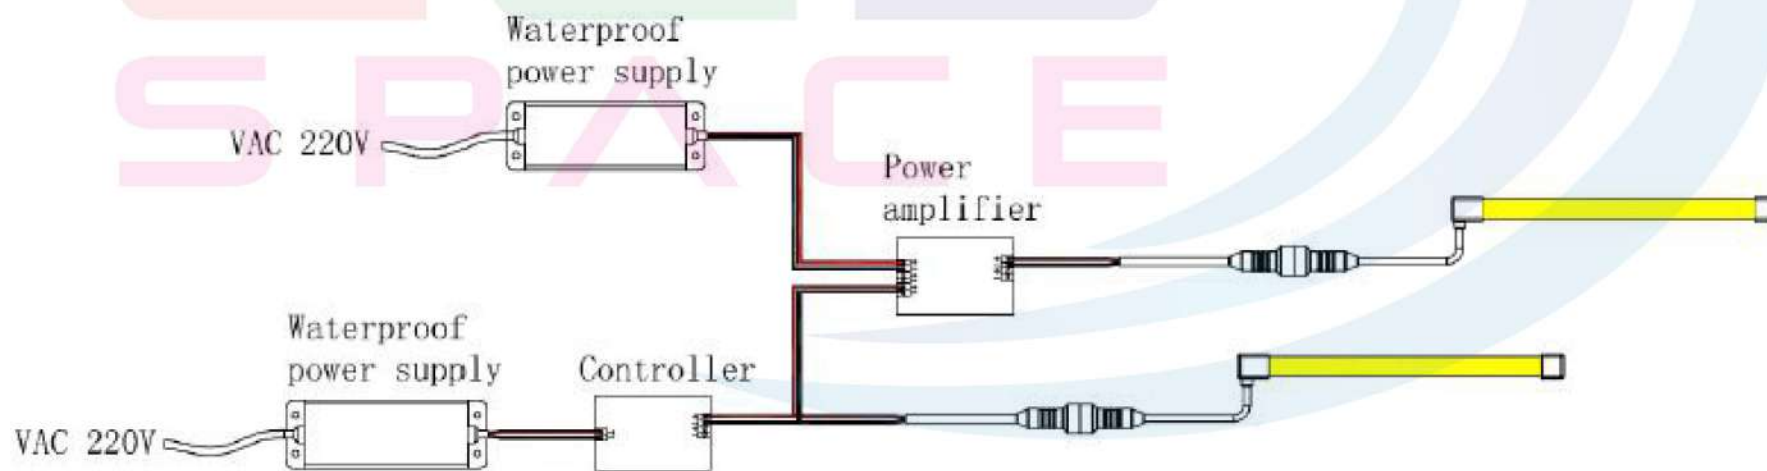 Waterproof
power supply
SPACE
VAC 220V
Power
amplifier
Waterproof
power supply
Controller
VAC 220V